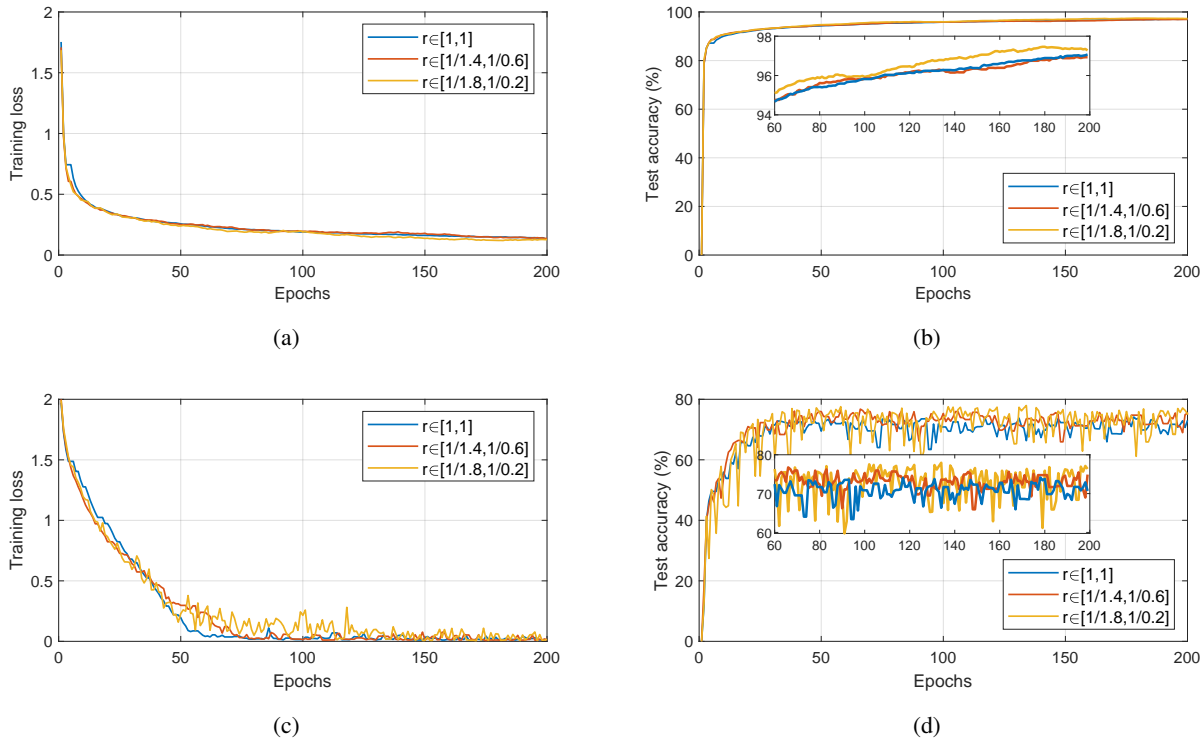 2
1.5
1
0.5
0
0
50
100
150
200
Training loss
Epochs
r∈[1,1]
r∈[1/1.4,1/0.6]
r∈[1/1.8,1/0.2]
(a)
100
80
60
40
20
0
0
50
100
150
200
Test accuracy (%)
Epochs
98
96
94
60
80
100
120
140
160
180
200
r∈[1,1]
r∈[1/1.4,1/0.6]
r∈[1/1.8,1/0.2]
(b)
2
1.5
1
0.5
0
0
50
100
150
200
Training loss
Epochs
r∈[1,1]
r∈[1/1.4,1/0.6]
r∈[1/1.8,1/0.2]
(c)
80
60
40
20
0
0
50
100
150
200
Test accuracy (%)
Epochs
80
70
60
60
80
100
120
140
160
180
200
r∈[1,1]
r∈[1/1.4,1/0.6]
r∈[1/1.8,1/0.2]
(d)